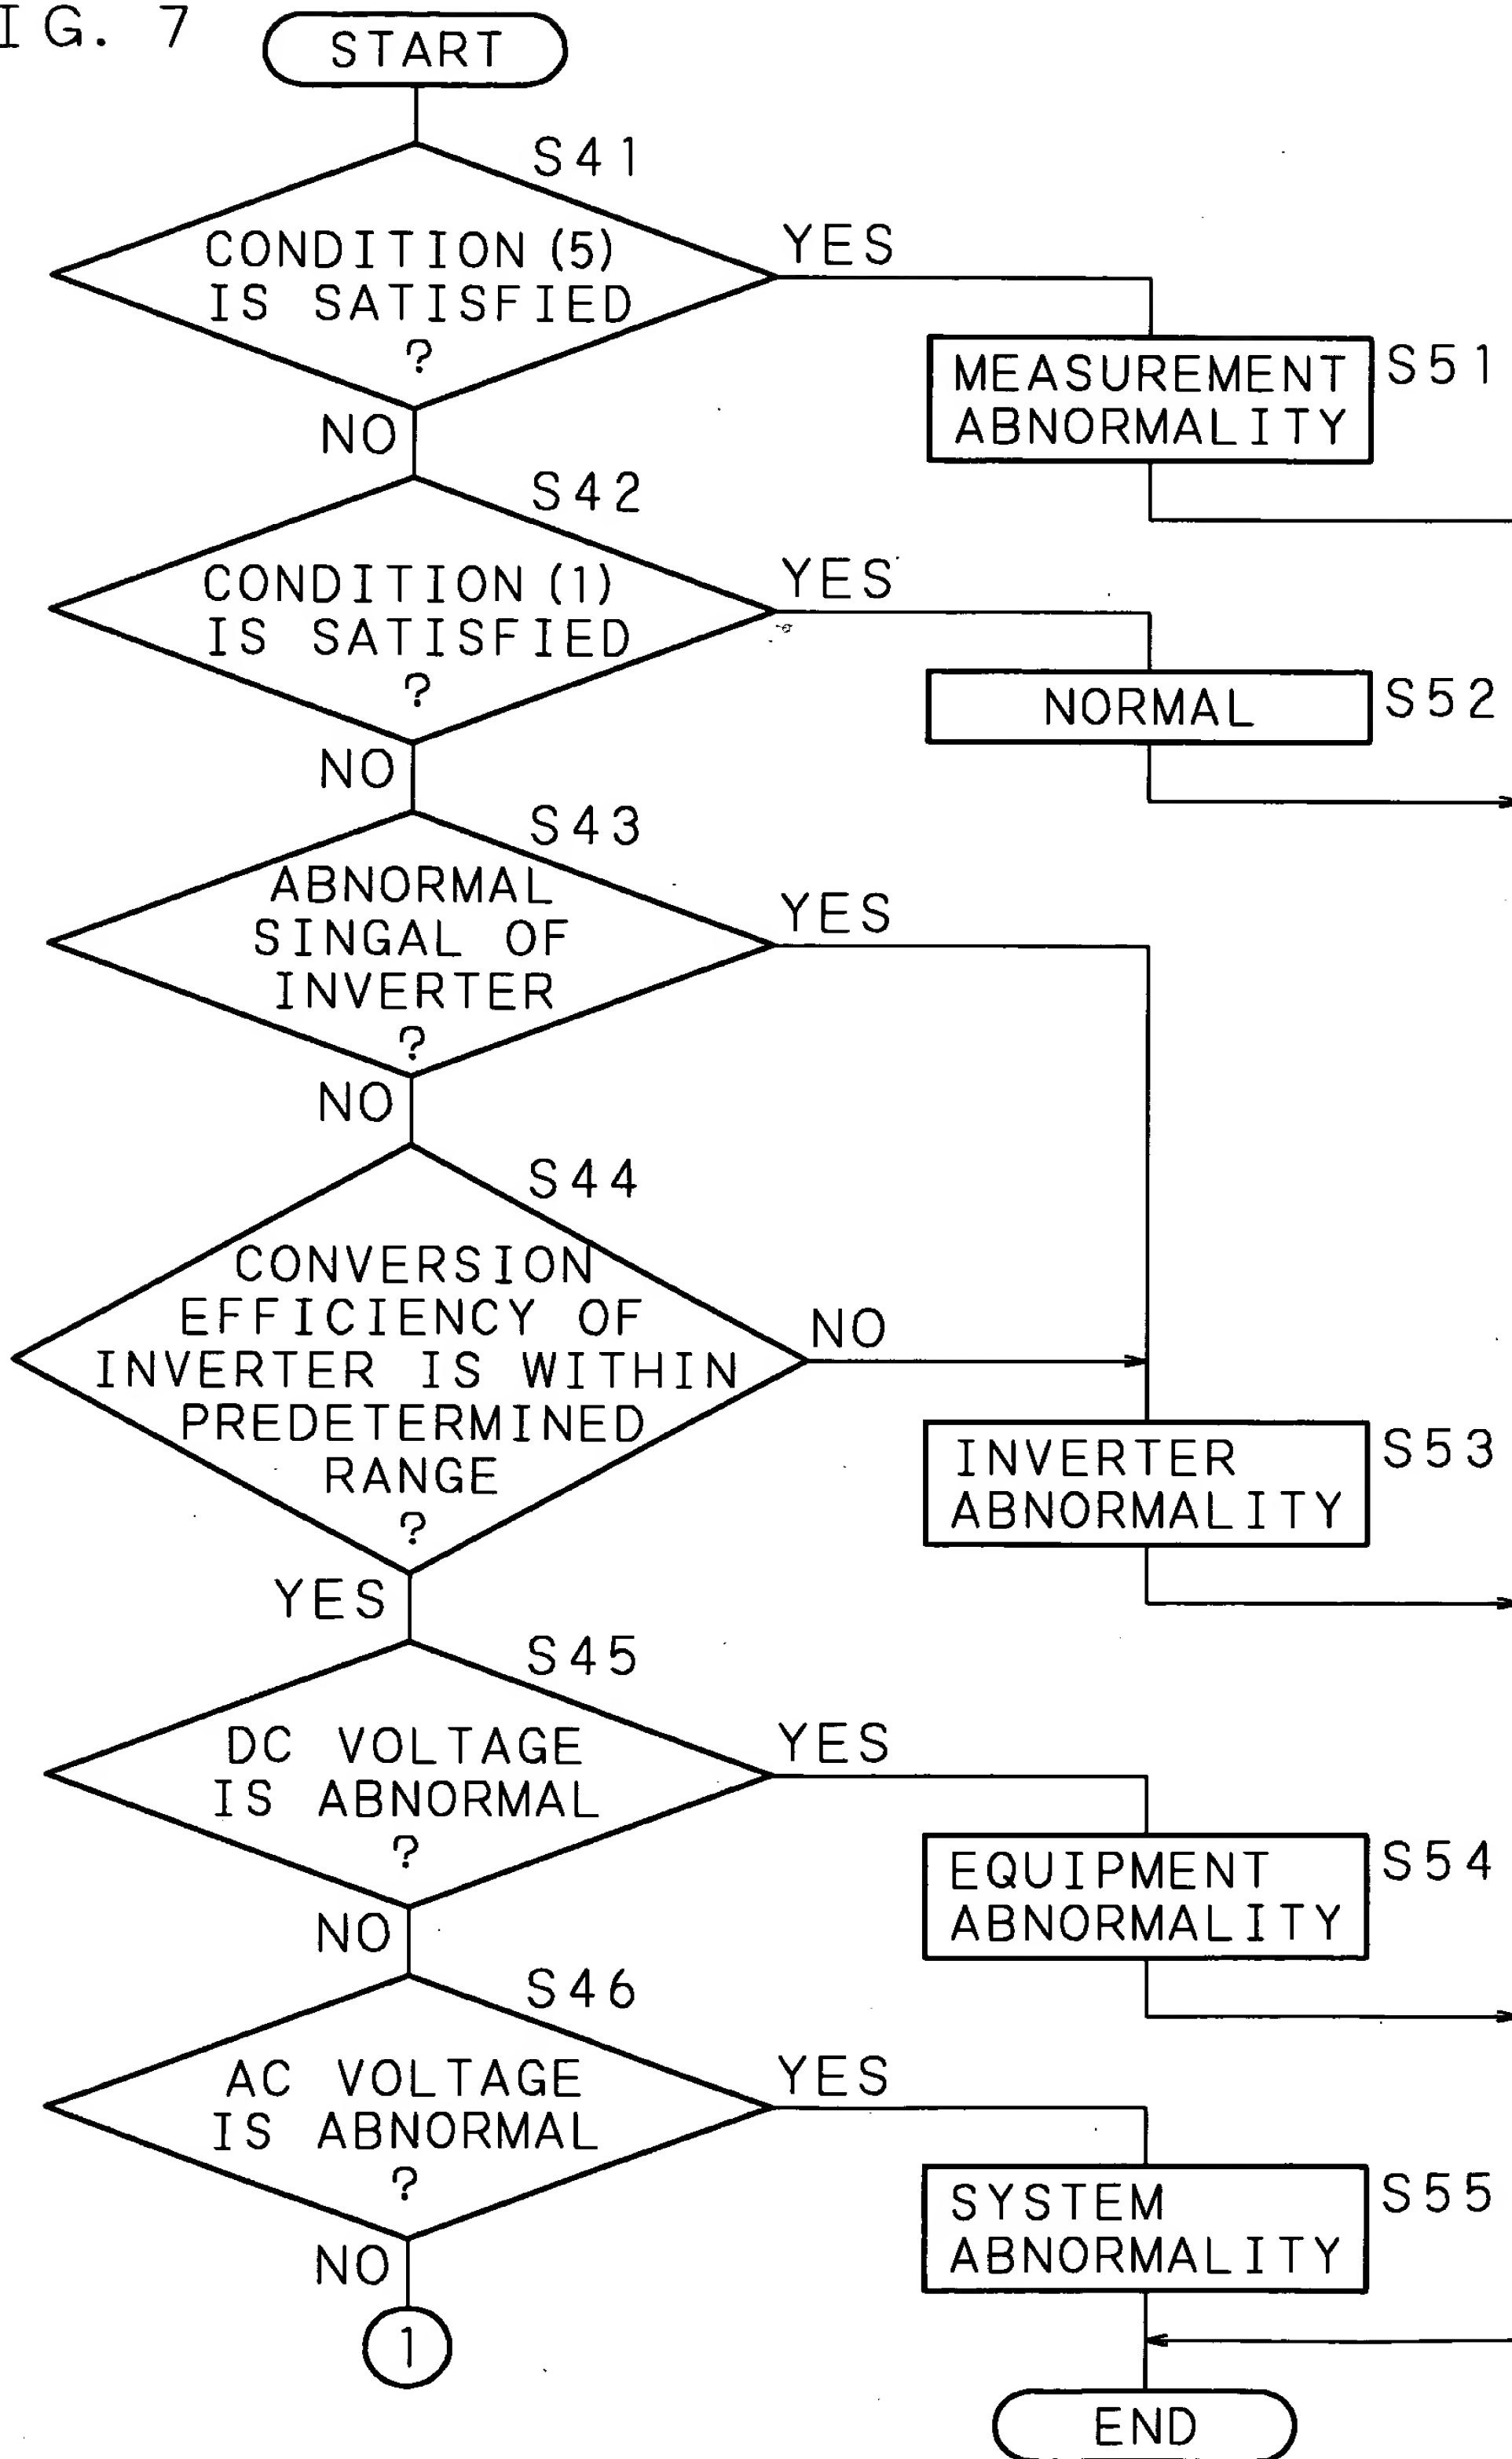 IG. 7
START
S41
CONDITION (5)
IS SATISFIED
?
YES
NO
MEASUREMENT
ABNORMALITY
S51
S42
CONDITION (1)
IS SATISFIED
?
YES
NO
NORMAL
S52
S43
ABNORMAL
SINGAL OF
INVERTER
?
YES
NO
S44
CONVERSION
EFFICIENCY OF
INVERTER IS WITHIN
PREDETERMINED
RANGE
?
NO
YES
INVERTER
ABNORMALITY
S53
S45
DC VOLTAGE
IS ABNORMAL
?
YES
NO
EQUIPMENT
ABNORMALITY
S54
S46
AC VOLTAGE
IS ABNORMAL
?
YES
NO
SYSTEM
ABNORMALITY
S55
1
END